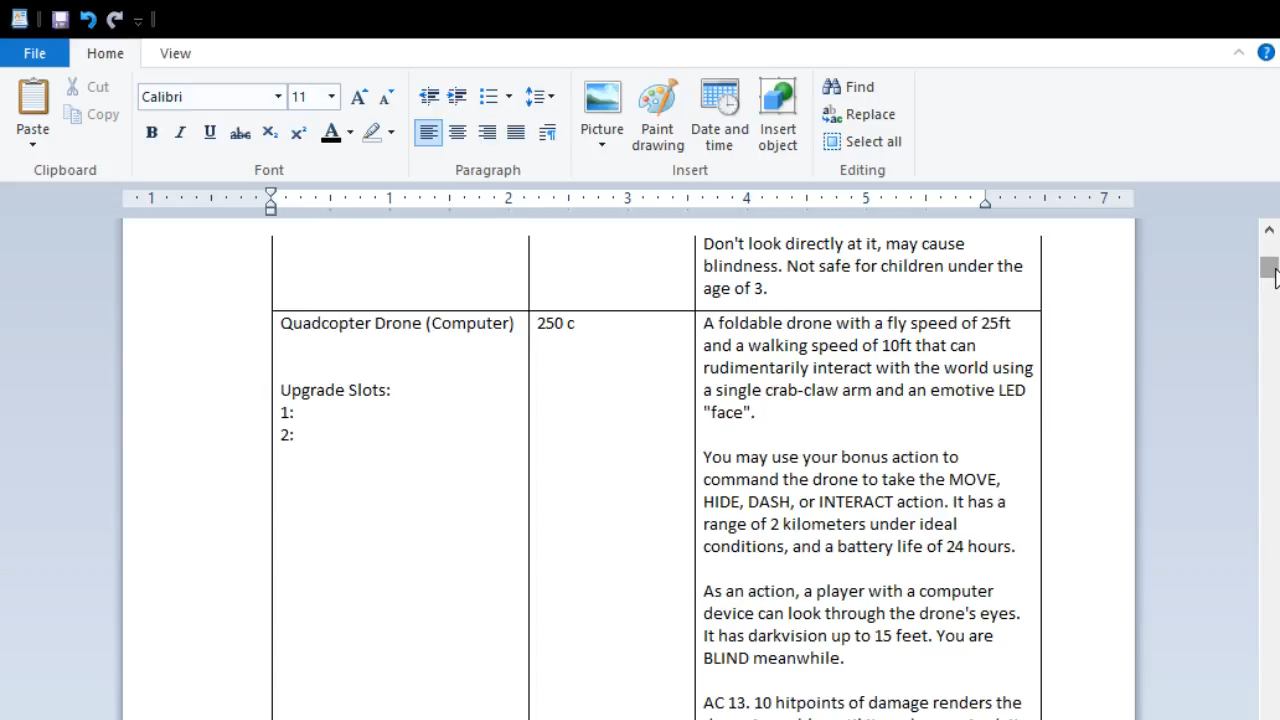 File
Home
View
Paste
Cut
Copy
Clipboard
Calibri
11
A A
B I U abc X₂ X² A
Font
Paragraph
Picture
Paint drawing
Date and time
Insert object
Insert
Find
Replace
Select all
Editing
1 1 2 3 4 5 7
Don't look directly at it, may cause
blindness. Not safe for children under the
age of 3.
Quadcopter Drone (Computer)
Upgrade Slots:
1:
2:
250 c
A foldable drone with a fly speed of 25ft
and a walking speed of 10ft that can
rudimentarily interact with the world using
a single crab-claw arm and an emotive LED
"face".
You may use your bonus action to
command the drone to take the MOVE,
HIDE, DASH, or INTERACT action. It has a
range of 2 kilometers under ideal
conditions, and a battery life of 24 hours.
As an action, a player with a computer
device can look through the drone's eyes.
It has darkvision up to 15 feet. You are
BLIND meanwhile.
AC 13. 10 hitpoints of damage renders the